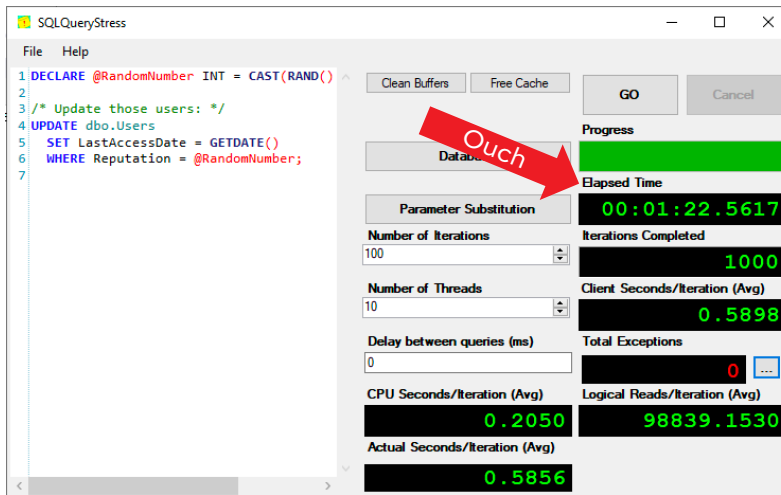 SQLQueryStress
File Help
1 DECLARE @RandomNumber INT = CAST(RAND()
2
3 /* Update those users: */
4 UPDATE dbo.Users
5 SET LastAccessDate = GETDATE()
6 WHERE Reputation = @RandomNumber;
7
Clean Buffers
Free Cache
GO
Cancel
Ouch
Progress
Datab
Elapsed Time
00:01:22.5617
Parameter Substitution
Number of Iterations
100
Iterations Completed
1000
Number of Threads
10
Client Seconds/Iteration (Avg)
0.5898
Delay between queries (ms)
0
Total Exceptions
0
...
CPU Seconds/Iteration (Avg)
0.2050
Logical Reads/Iteration (Avg)
98839.1530
Actual Seconds/Iteration (Avg)
0.5856